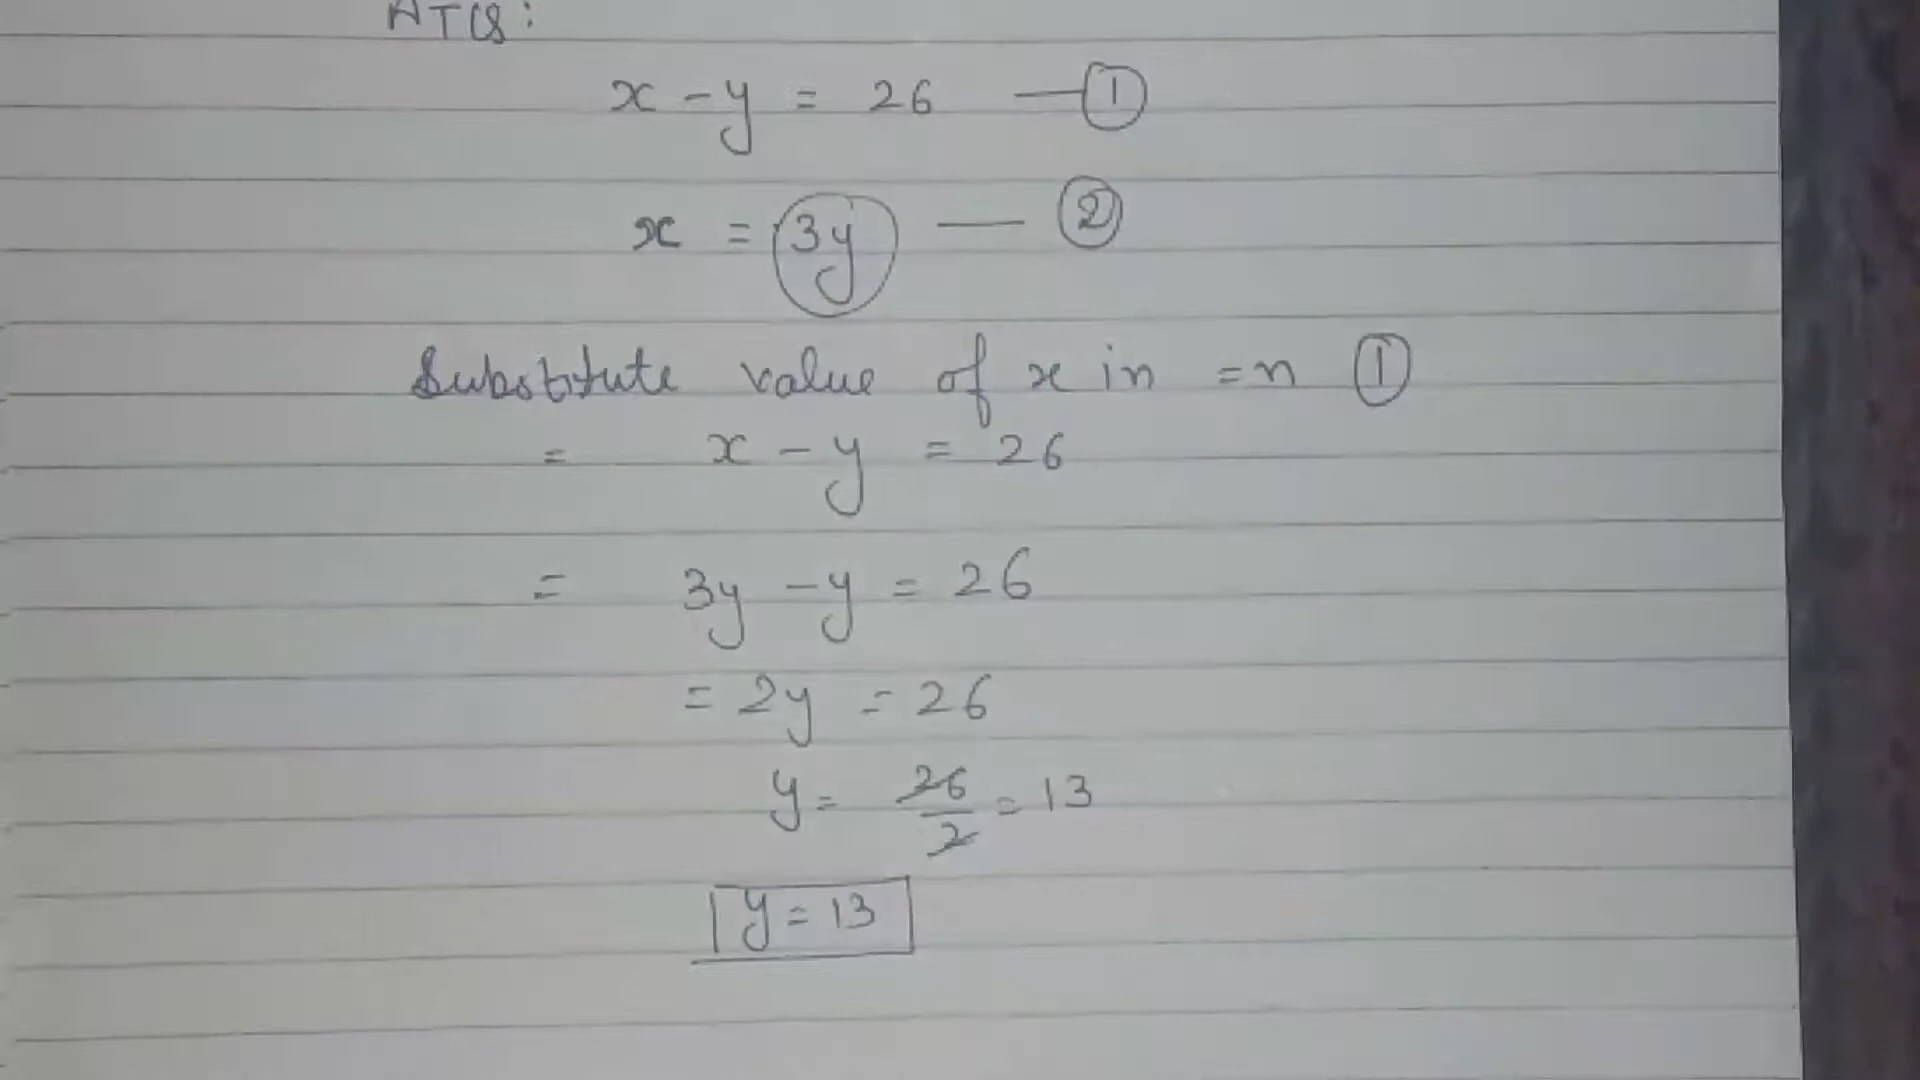 ATQ:
x - y = 26 — ①
x = 3y — ②
Substitute value of x in =n ①
= x - y = 26
= 3y - y = 26
= 2y = 26
y = 26/2 = 13
y = 13